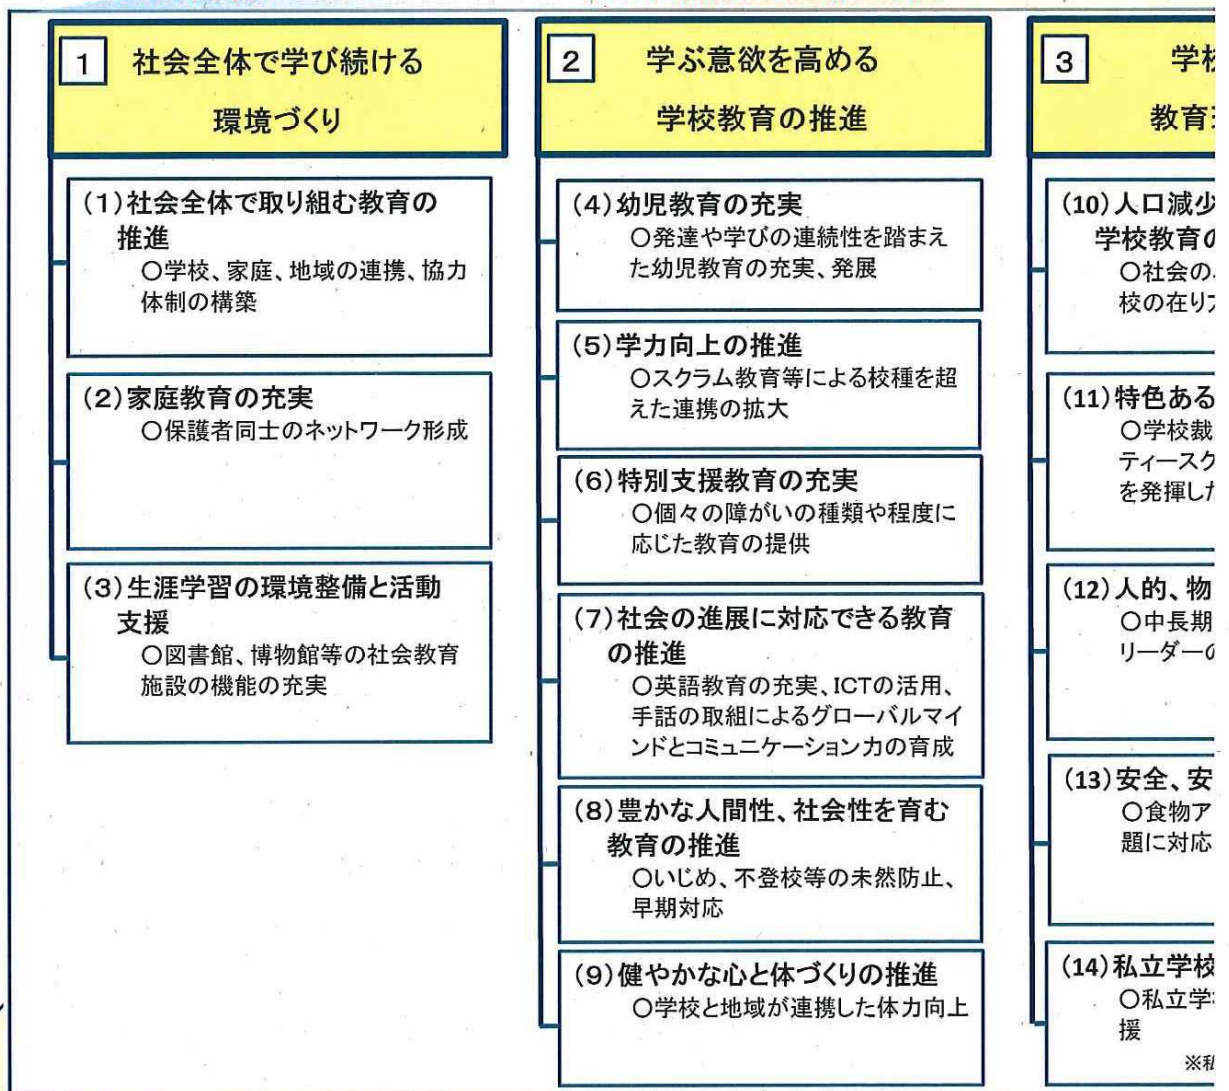 1 社会全体で学び続ける
環境づくり
(1)社会全体で取り組む教育の
推進
○学校、家庭、地域の連携、協力
体制の構築
(2)家庭教育の充実
○保護者同士のネットワーク形成
(3)生涯学習の環境整備と活動
支援
○図書館、博物館等の社会教育
施設の機能の充実
2 学ぶ意欲を高める
学校教育の推進
(4)幼児教育の充実
○発達や学びの連続性を踏まえ
た幼児教育の充実、発展
(5)学力向上の推進
○スクラム教育等による校種を超
えた連携の拡大
(6)特別支援教育の充実
○個々の障がいの種類や程度に
応じた教育の提供
(7)社会の進展に対応できる教育
の推進
○英語教育の充実、ICTの活用、
手話の取組によるグローバルマイ
ンドとコミュニケーション力の育成
(8)豊かな人間性、社会性を育む
教育の推進
○いじめ、不登校等の未然防止、
早期対応
(9)健やかな心と体づくりの推進
○学校と地域が連携した体力向上
3 学
教育
(10)人口減少
学校教育の
○社会の
校の在り
(11)特色ある
○学校裁
ティースク
を発揮した
(12)人的、物
○中長期
リーダーの
(13)安全、安
○食物ア
題に対応
(14)私立学校
○私立学
援
※私